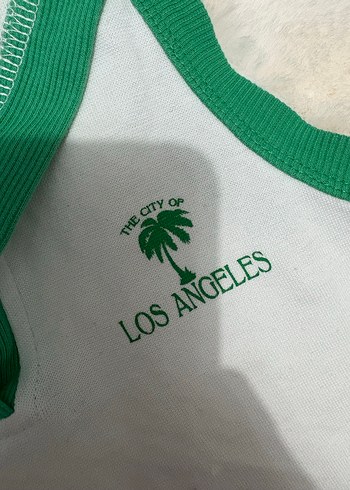 THE CITY OF
LOS ANGELES